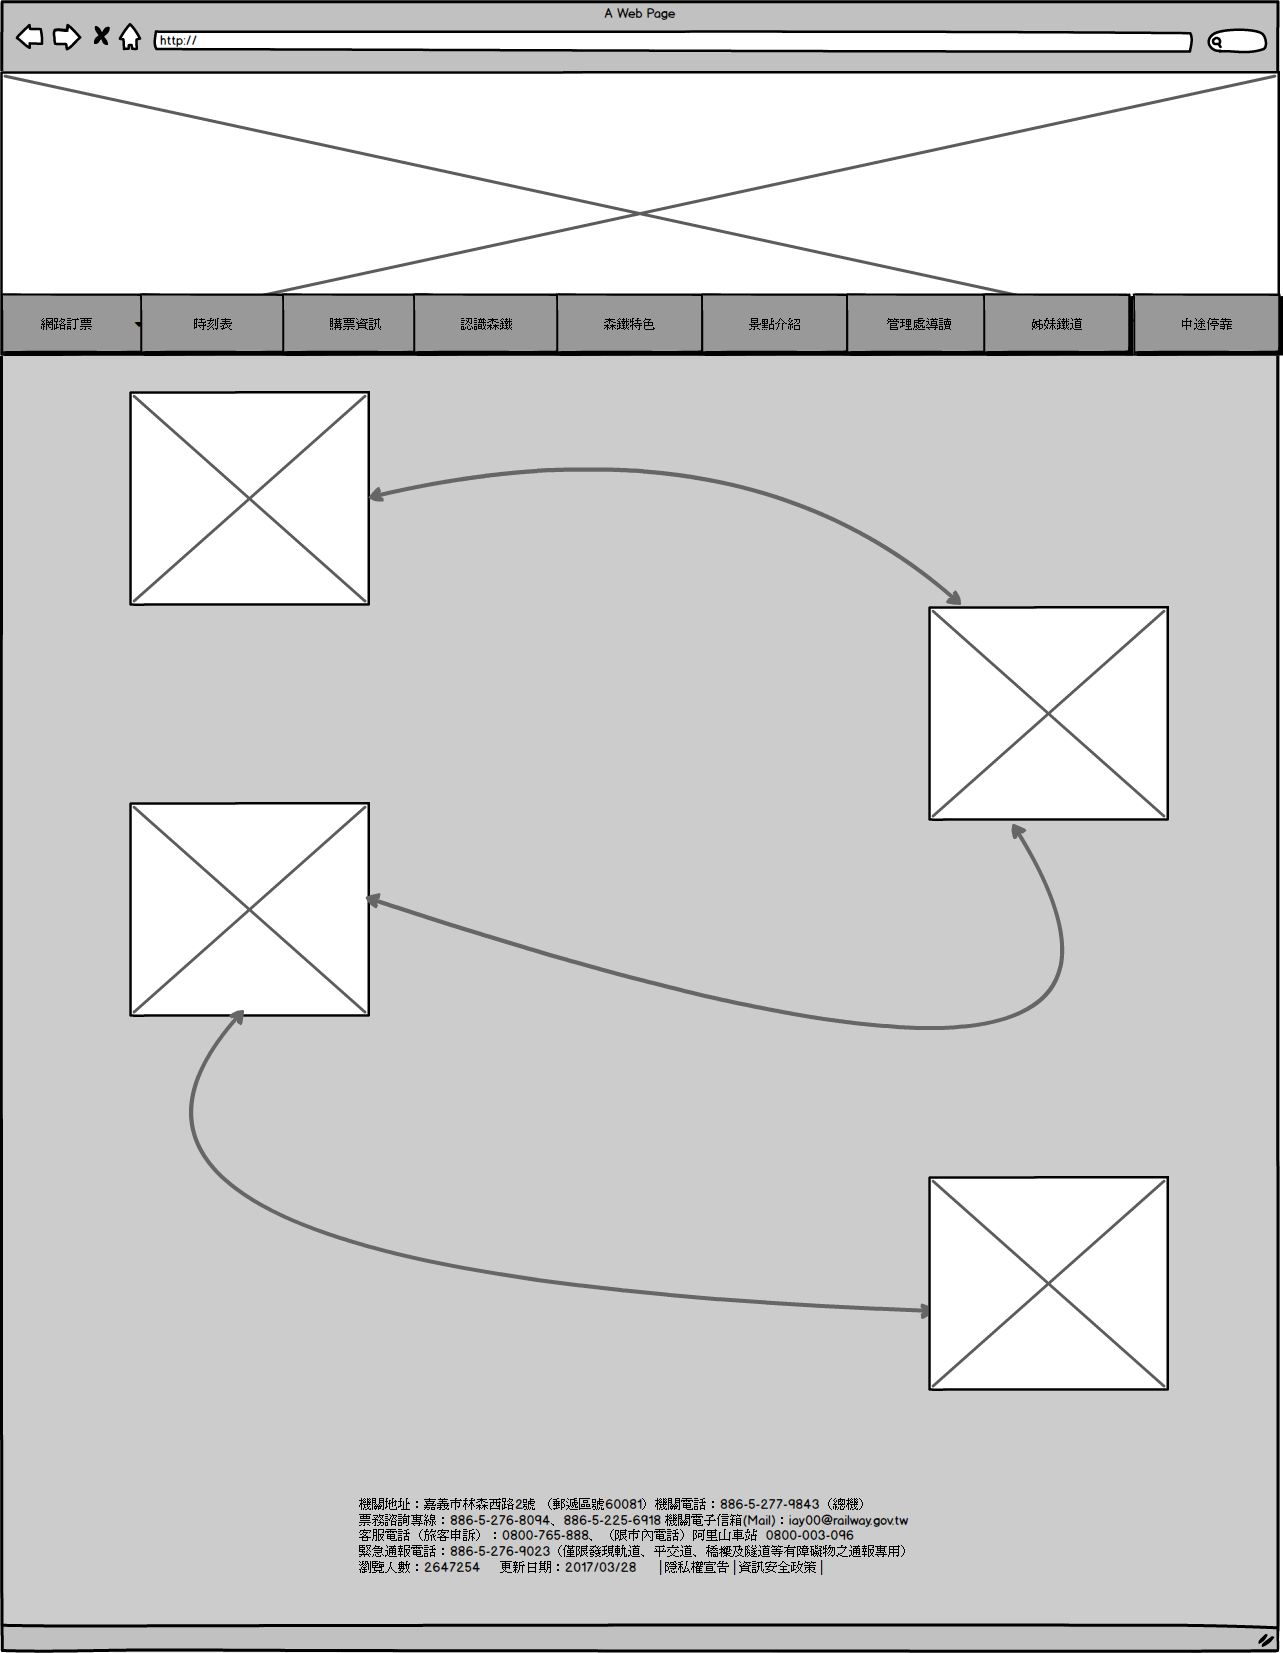 A Web Page
http://
網路訂票
時刻表
購票資訊
認識森鐵
森鐵特色
景點介紹
管理處導讀
姊妹鐵道
中途停靠
機關地址：嘉義市林森西路2號 （郵遞區號60081）機關電話：886-5-277-9843（總機）
票務諮詢專線：886-5-276-8094、886-5-225-6918 機關電子信箱(Mail)：iay00@railway.gov.tw
客服電話（旅客申訴）：0800-765-888、（限市內電話）阿里山車站 0800-003-096
緊急通報電話：886-5-276-9023（僅限發現軌道、平交道、橋樑及隧道等有障礙物之通報專用）
瀏覽人數：2647254 更新日期：2017/03/28 |隱私權宣告|資訊安全政策|